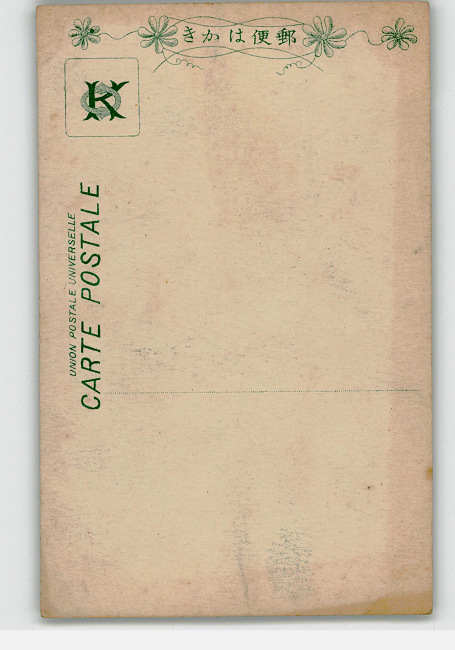 郵便はかき
K
UNION POSTALE UNIVERSELLE
CARTE POSTALE